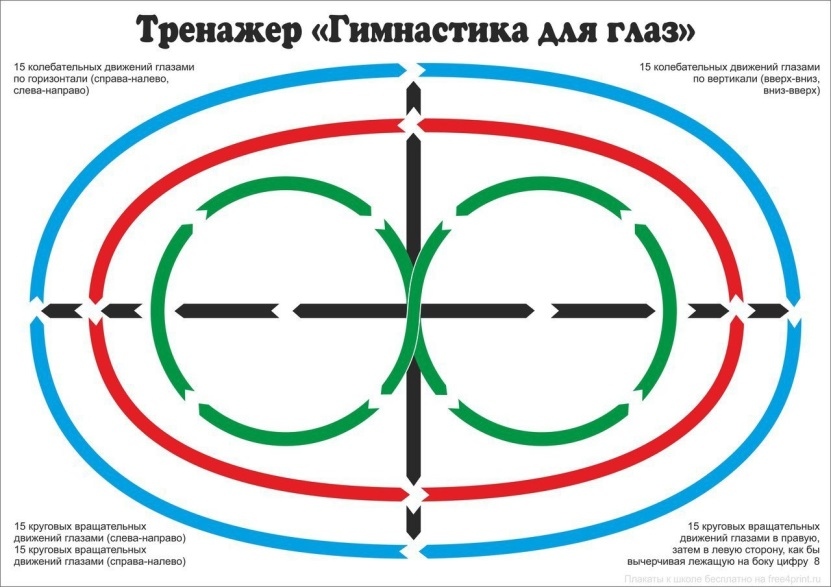 Тренажер «Гимнастика для глаз»
15 колебательных движений глазами
по горизонтали (справа-налево,
слева-направо)
15 колебательных движений глазами
по вертикали (вверх-вниз,
вниз-вверх)
15 круговых вращательных
движений глазами (слева-направо)
15 круговых вращательных
движений глазами (справа-налево)
15 круговых вращательных
движений глазами в правую,
затем в левую сторону, как бы
вычерчивая лежащую на боку цифру 8
Плакаты к школе бесплатно на free4print.ru